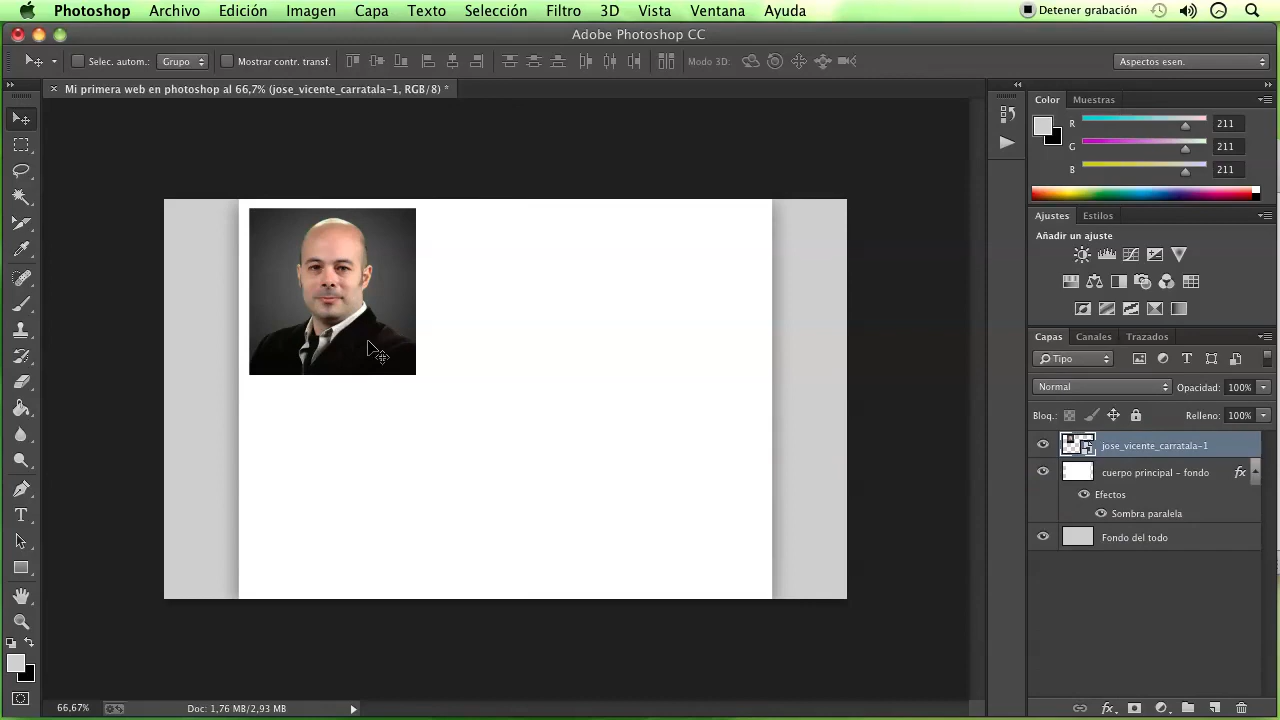 Photoshop Archivo Edición Imagen Capa Texto Selección Filtro 3D Vista Ventana Ayuda Detener grabación
Adobe Photoshop CC
Selec. autom.: Grupo Mostrar contr. transf. Modo 3D: Aspectos esen.
Mi primera web en photoshop al 66,7% (jose_vicente_carratala-1, RGB/8) *
Color Muestras
R 211
G 211
B 211
Ajustes Estilos
Añadir un ajuste
Capas Canales Trazados
Tipo
Normal Opacidad: 100%
Bloq.: Relleno: 100%
jose_vicente_carratala-1
cuerpo principal - fondo fx
Efectos
Sombra paralela
Fondo del todo
66,67% Doc: 1,76 MB/2,93 MB fx